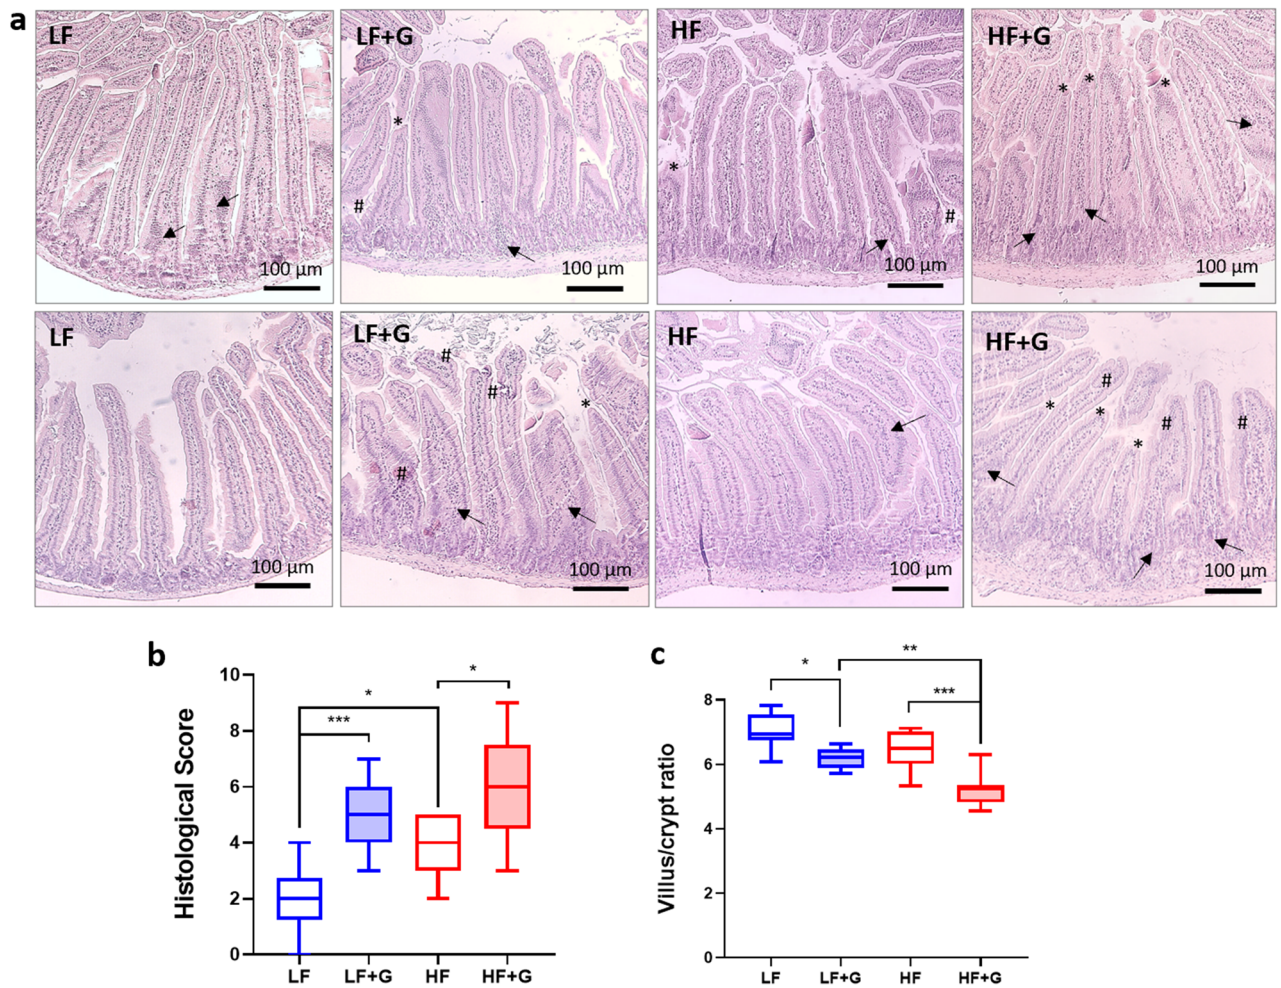 a
LF
LF+G
HF
HF+G
*
*
*
*
*
#
#
100 µm
100 µm
100 µm
100 µm
LF
LF+G
HF
HF+G
#
#
*
#
#
*
*
#
#
*
100 µm
100 µm
100 µm
100 µm
b
Histological Score
10
8
6
4
2
0
*
*
***
LF
LF+G
HF
HF+G
c
Villus/crypt ratio
8
6
4
2
0
**
*
***
LF
LF+G
HF
HF+G